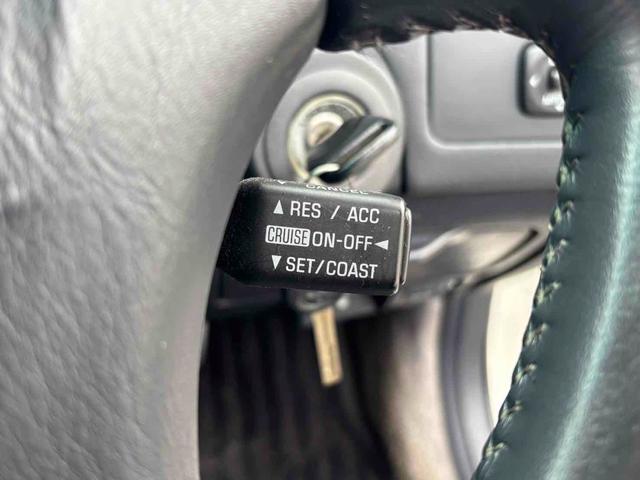 CANCEL
▲ RES / ACC
CRUISE ON-OFF ◀
▼ SET/COAST